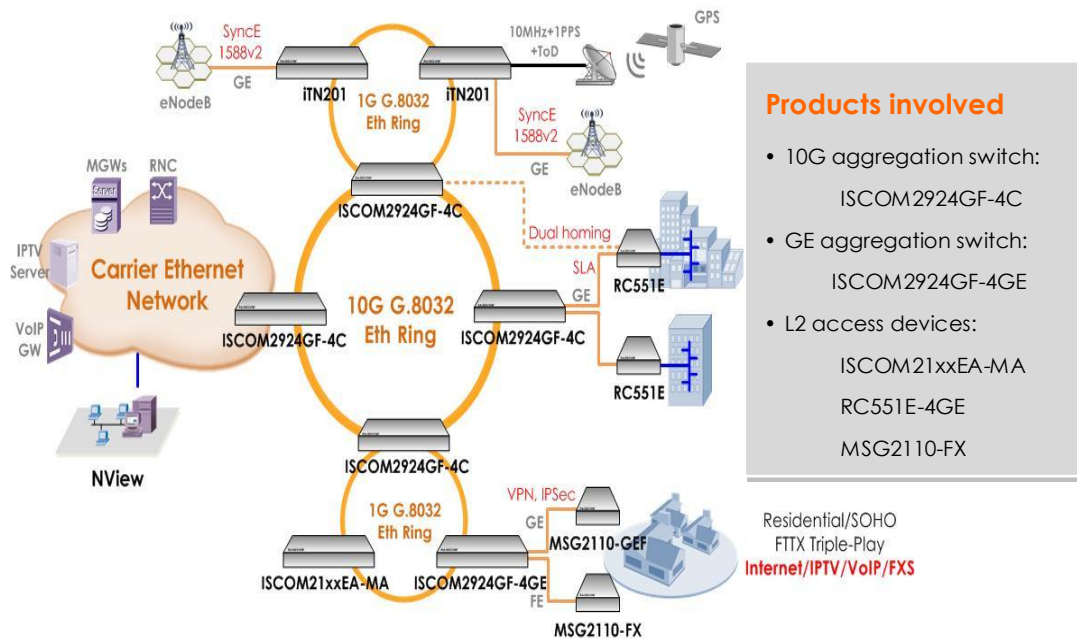 SyncE
1588v2
GE
eNodeB
iTN201
1G G.8032
Eth Ring
iTN201
10MHz+1PPS
+ToD
GPS
SyncE
1588v2
GE
eNodeB
MGWs
RNC
Server
IPTV
Server
VoIP
GW
Carrier Ethernet
Network
NView
ISCOM2924GF-4C
Dual homing
SLA
GE
RC551E
RC551E
10G G.8032
Eth Ring
ISCOM2924GF-4C
ISCOM2924GF-4C
ISCOM2924GF-4C
1G G.8032
Eth Ring
ISCOM21xxEA-MA
ISCOM2924GF-4GE
VPN, IPSec
GE
MSG2110-GEF
FE
MSG2110-FX
Residential/SOHO
FTTX Triple-Play
Internet/IPTV/VoIP/FXS
Products involved
• 10G aggregation switch:
ISCOM2924GF-4C
• GE aggregation switch:
ISCOM2924GF-4GE
• L2 access devices:
ISCOM21xxEA-MA
RC551E-4GE
MSG2110-FX